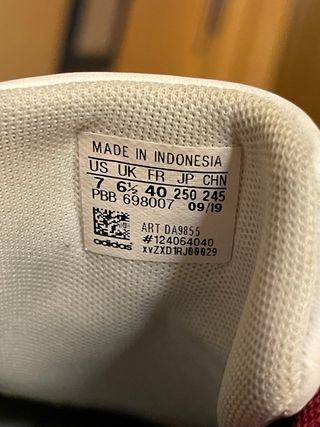 MADE IN INDONESIA
US UK FR JP CHN
7 6½ 40 250 245
PBB 698007 09/19
ART DA9855
adidas #124064040
xvZXD1RJ00029